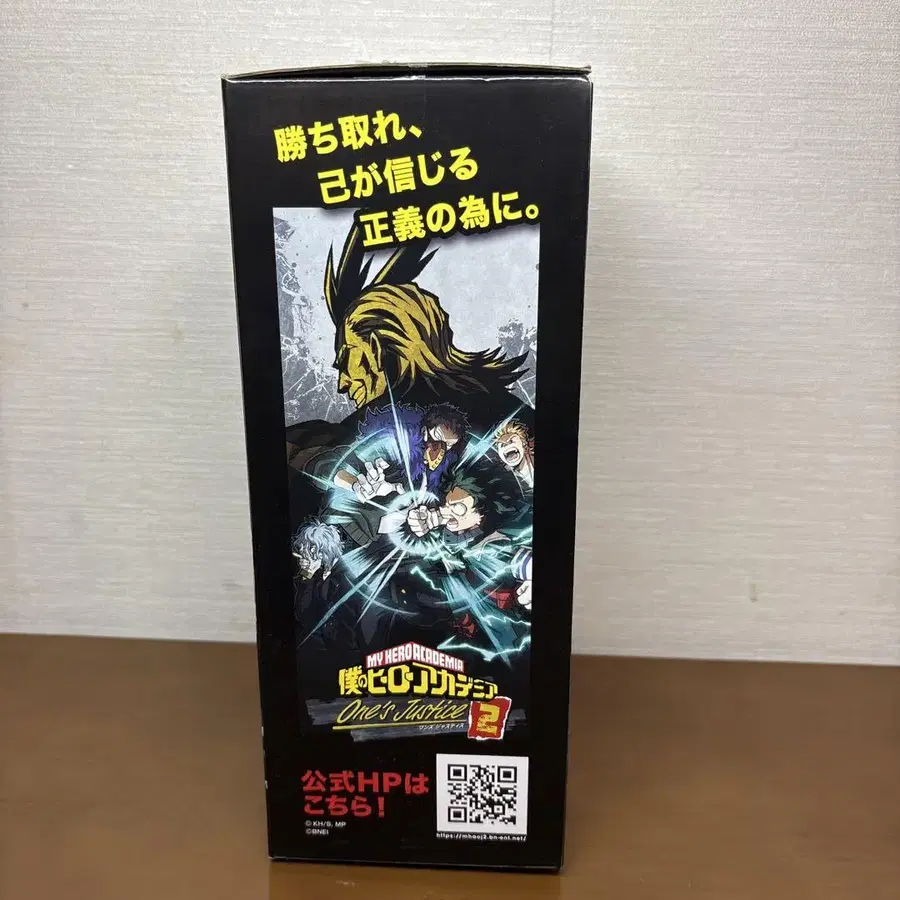 勝ち取れ、
己が信じる
正義の為に。
MY HERO ACADEMIA
僕のヒーローアカデミア
One's Justice 2
ワンズ ジャスティス
公式HPは
こちら!
©KH/S, MP
©BNEI
https://mhaoj2.bn-ent.net/